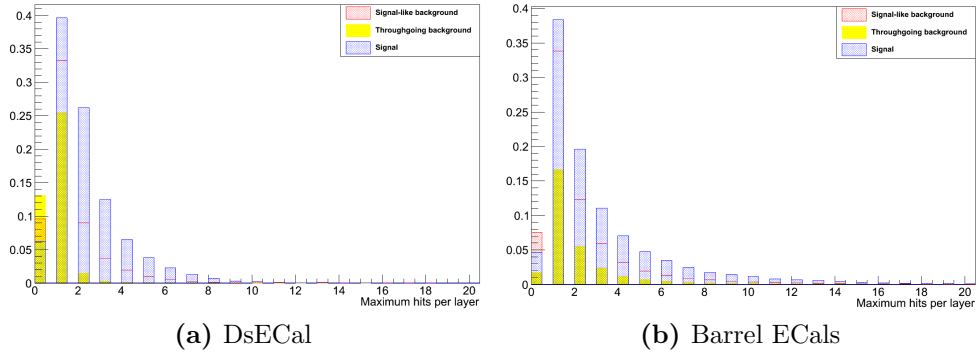 0.4
0.35
0.3
0.25
0.2
0.15
0.1
0.05
0
Signal-like background
Throughgoing background
Signal
0 2 4 6 8 10 12 14 16 18 20
Maximum hits per layer
(a) DsECal
0.4
0.35
0.3
0.25
0.2
0.15
0.1
0.05
0
Signal-like background
Throughgoing background
Signal
0 2 4 6 8 10 12 14 16 18 20
Maximum hits per layer
(b) Barrel ECals